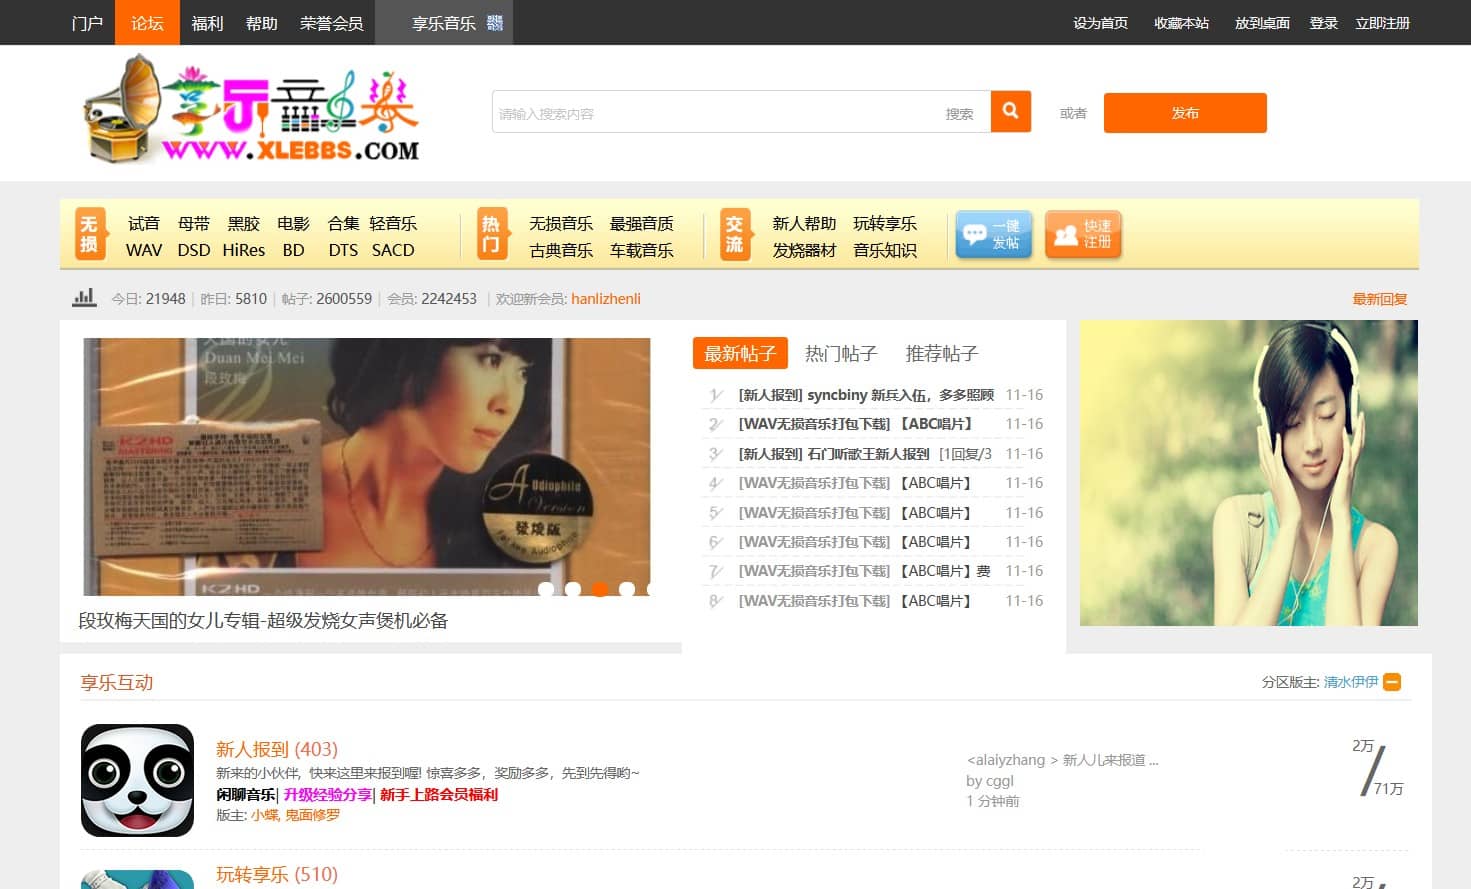 门户 论坛 福利 帮助 荣誉会员 享乐音乐 设为首页 收藏本站 放到桌面 登录 立即注册
享乐音乐
WWW.XLEBBS.COM
请输入搜索内容 搜索 或者 发布
无损 试音 母带 黑胶 电影 合集 轻音乐 热门 无损音乐 最强音质 交流 新人帮助 玩转享乐 一键发帖 快速注册
WAV DSD HiRes BD DTS SACD 古典音乐 车载音乐 发烧器材 音乐知识
今日: 21948 | 昨日: 5810 | 帖子: 2600559 | 会员: 2242453 | 欢迎新会员: hanlizhenli 最新回复
Duan Mei Mei
段玫梅
K2HD
MASTERING
Audiophile
Version
发烧版
For See Audiophile
K2HD
段玫梅天国的女儿专辑-超级发烧女声煲机必备
最新帖子 热门帖子 推荐帖子
1 [新人报到] syncbiny 新兵入伍，多多照顾 11-16
2 [WAV无损音乐打包下载] 【ABC唱片】 11-16
3 [新人报到] 石门听歌王新人报到 [1回复/3 11-16
4 [WAV无损音乐打包下载] 【ABC唱片】 11-16
5 [WAV无损音乐打包下载] 【ABC唱片】 11-16
6 [WAV无损音乐打包下载] 【ABC唱片】 11-16
7 [WAV无损音乐打包下载] 【ABC唱片】费 11-16
8 [WAV无损音乐打包下载] 【ABC唱片】 11-16
享乐互动 分区版主: 清水伊伊
新人报到 (403)
新来的小伙伴, 快来这里来报到喔! 惊喜多多，奖励多多，先到先得哟~
闲聊音乐| 升级经验分享| 新手上路会员福利
版主: 小蝶, 鬼面修罗
<alaiyzhang > 新人儿来报道 ...
by cggl
1 分钟前
2万/71万
玩转享乐 (510)
2万